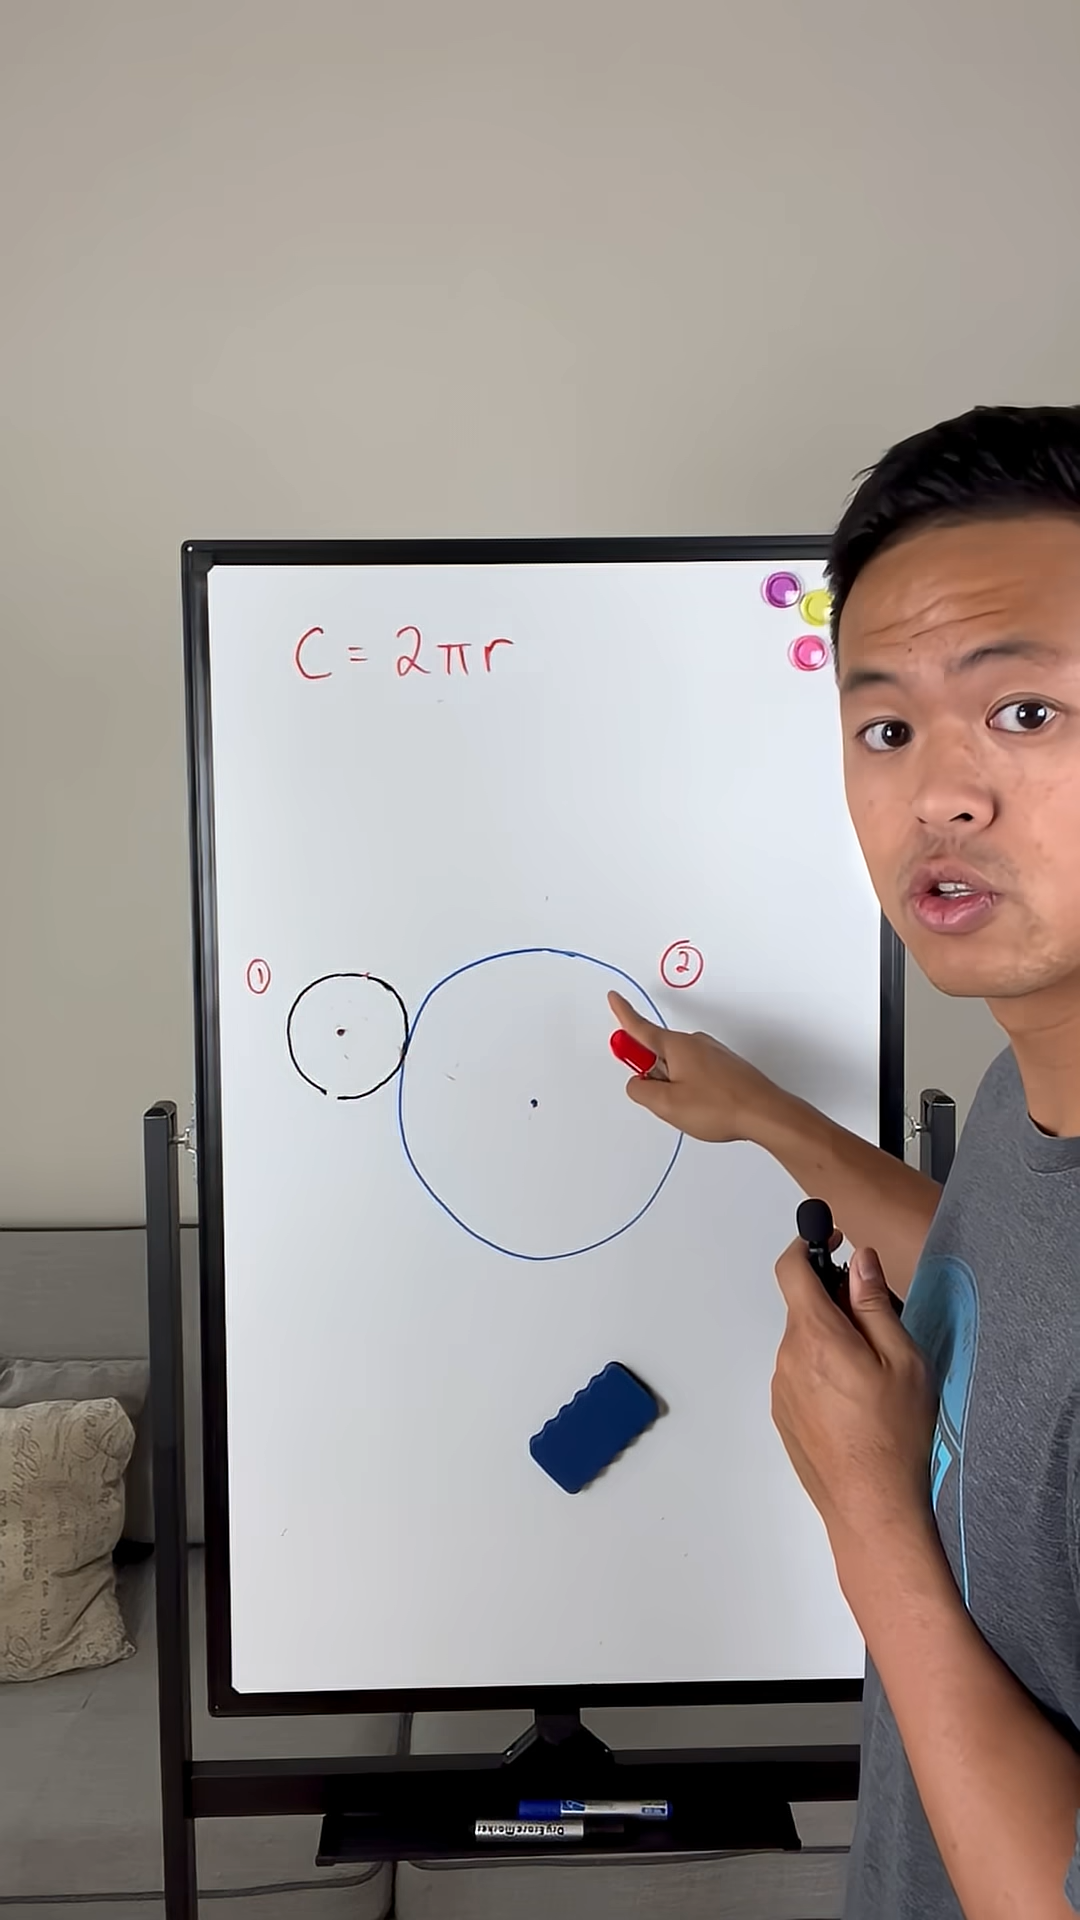 C = 2πr
①
②
Dry Erase Marker